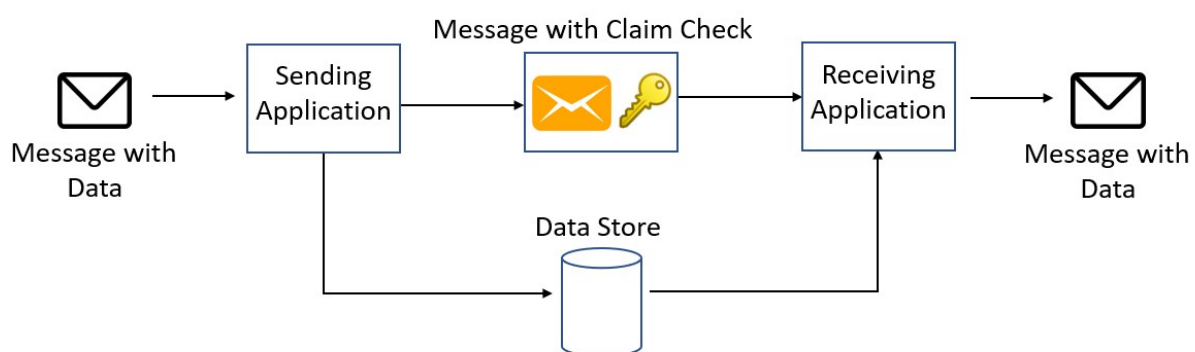 Message with Claim Check
Sending
Application
Receiving
Application
Message with
Data
Message with
Data
Data Store